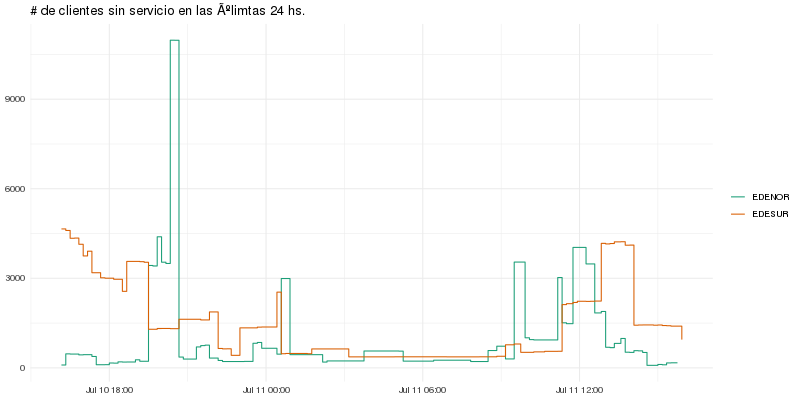 # de clientes sin servicio en las Ãºlimtas 24 hs.
9000
6000
3000
0
Jul 10 18:00
Jul 11 00:00
Jul 11 06:00
Jul 11 12:00
EDENOR
EDESUR